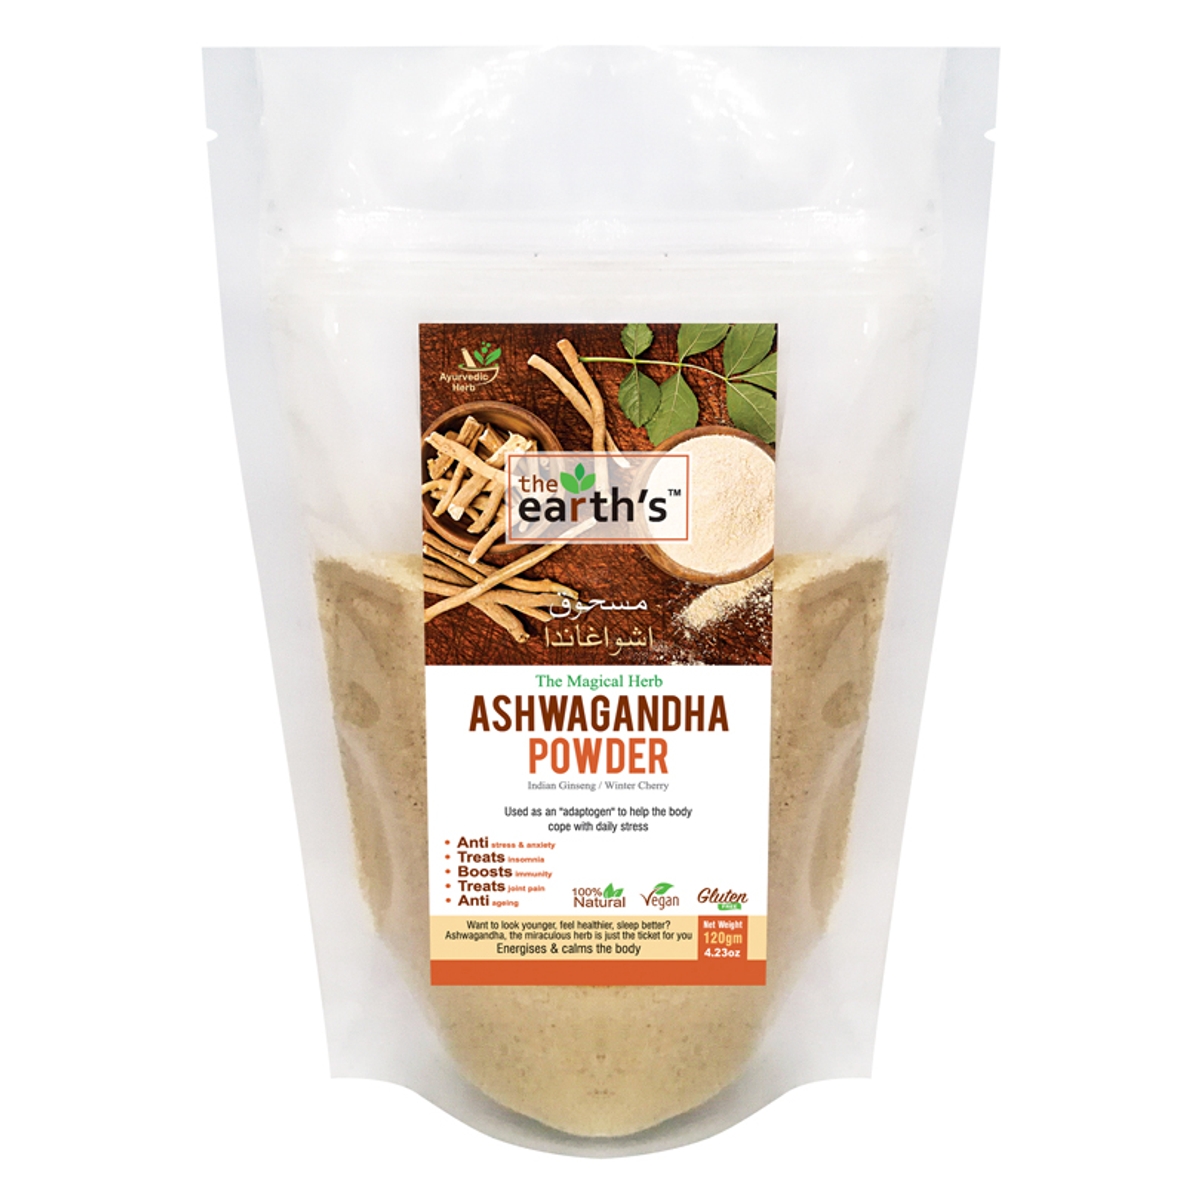 Ayurvedic
Herb
the
earth's™
مسحوق
اشواغاندا
The Magical Herb
ASHWAGANDHA
POWDER
Indian Ginseng / Winter Cherry
Used as an "adaptogen" to help the body
cope with daily stress
• Anti stress & anxiety
• Treats insomnia
• Boosts immunity
• Treats joint pain
• Anti ageing
100%
Natural
Vegan
Gluten
FREE
Want to look younger, feel healthier, sleep better?
Ashwagandha, the miraculous herb is just the ticket for you
Energises & calms the body
Net Weight
120gm
4.23oz